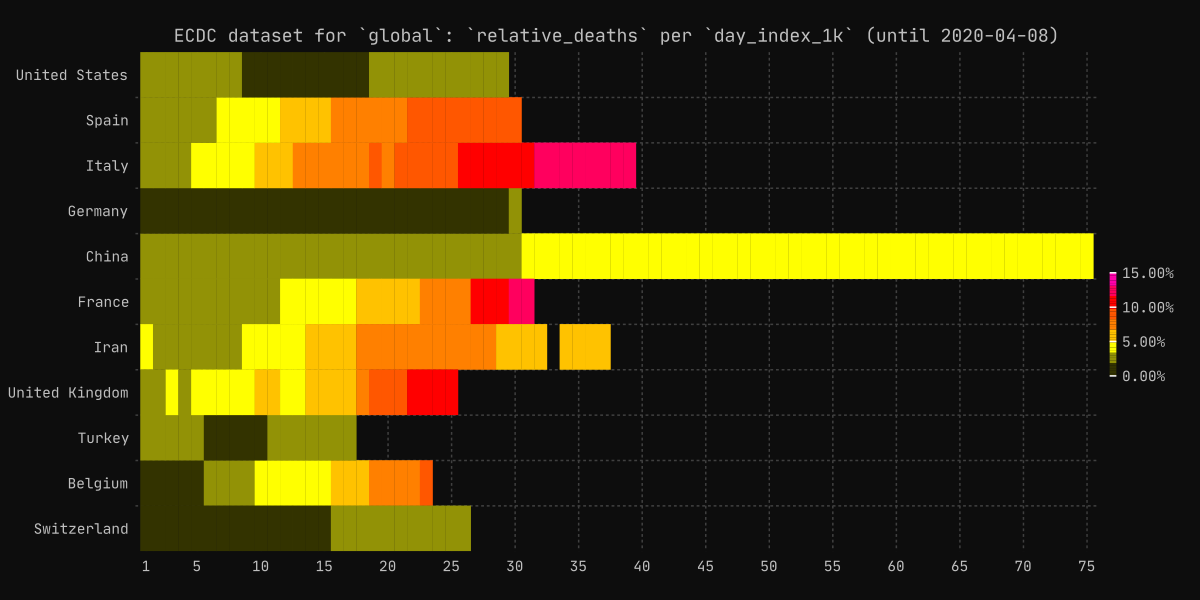 ECDC dataset for `global`: `relative_deaths` per `day_index_1k` (until 2020-04-08)
United States
Spain
Italy
Germany
China
France
Iran
United Kingdom
Turkey
Belgium
Switzerland
15.00%
10.00%
5.00%
0.00%
1 5 10 15 20 25 30 35 40 45 50 55 60 65 70 75